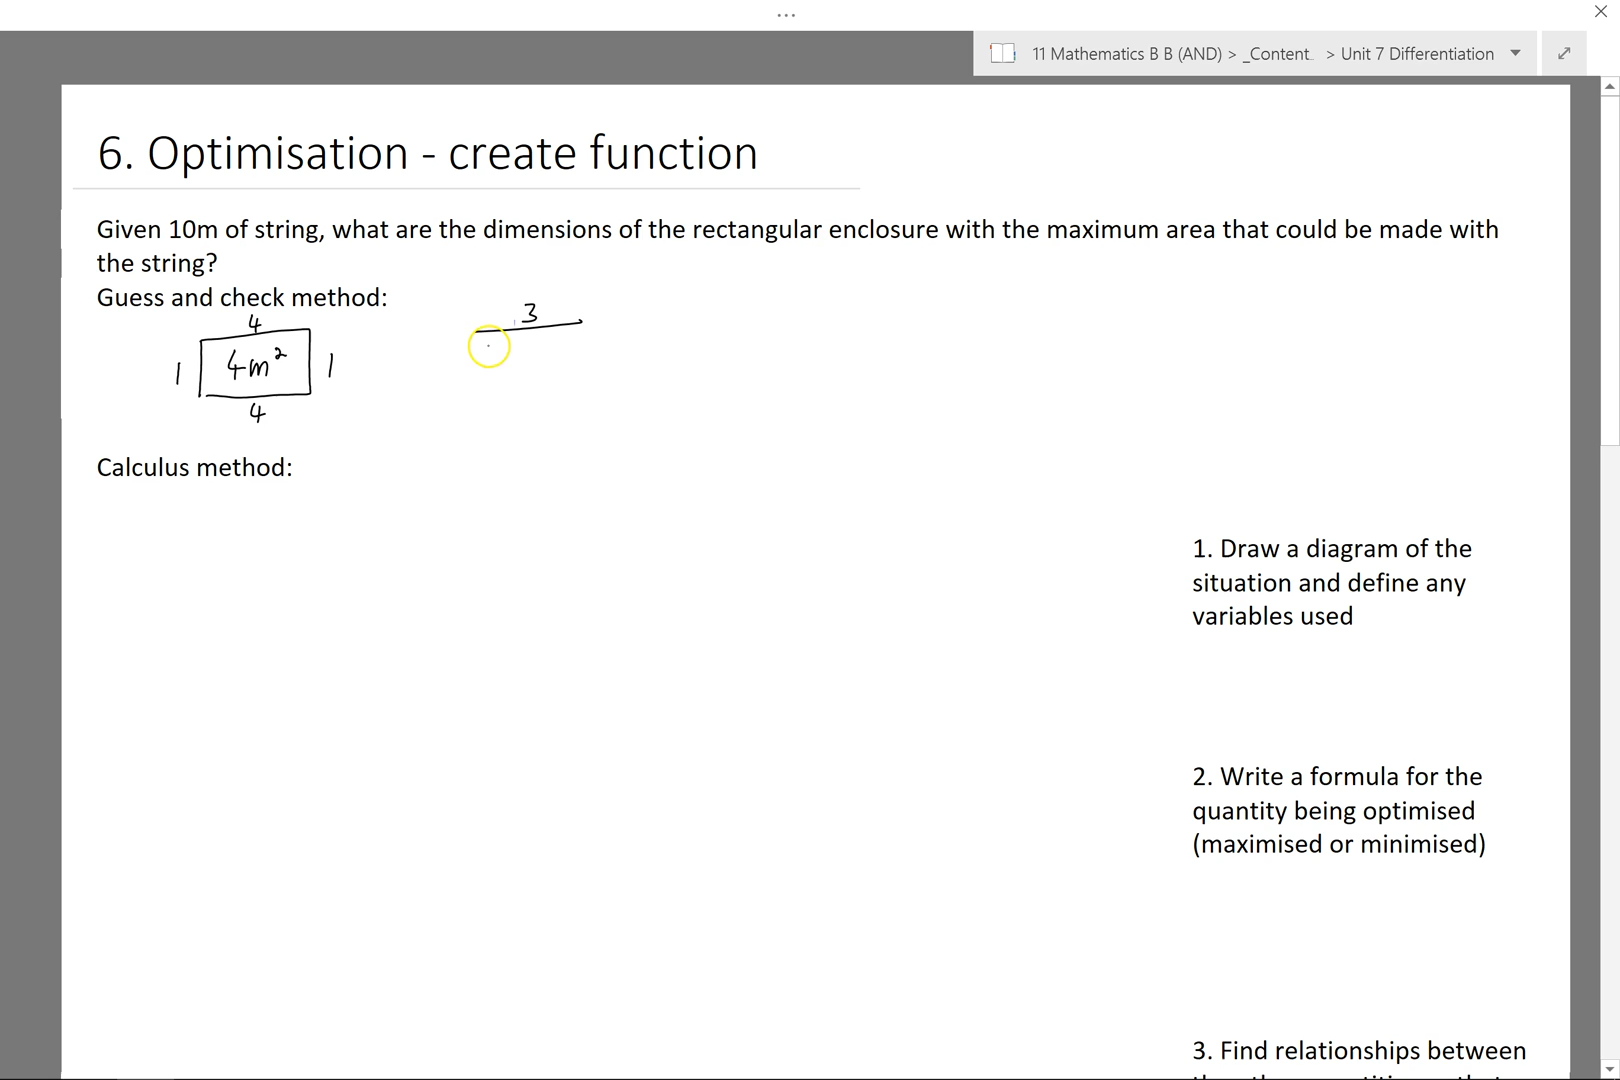 11 Mathematics B B (AND) > _Content.. > Unit 7 Differentiation
6. Optimisation - create function
Given 10m of string, what are the dimensions of the rectangular enclosure with the maximum area that could be made with
the string?
Guess and check method:
4
3
1
4m²
1
4
Calculus method:
1. Draw a diagram of the
situation and define any
variables used
2. Write a formula for the
quantity being optimised
(maximised or minimised)
3. Find relationships between